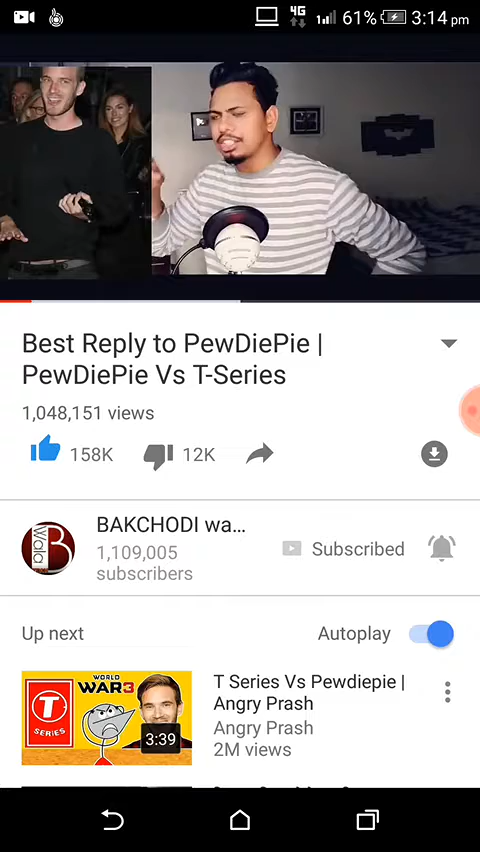 4G 61% 3:14 pm
Best Reply to PewDiePie |
PewDiePie Vs T-Series
1,048,151 views
158K 12K
BAKCHODI wa...
1,109,005
subscribers
Subscribed
Wala
B
Up next Autoplay
T Series Vs Pewdiepie |
Angry Prash
Angry Prash
2M views
WORLD
WAR3
T
SERIES
3:39